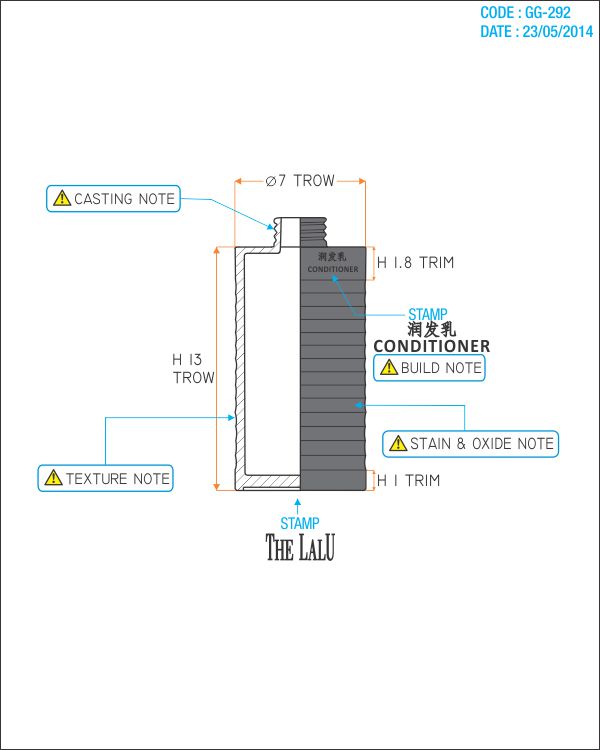 CODE : GG-292
DATE : 23/05/2014
Ø7 TROW
CASTING NOTE
润发乳
CONDITIONER
H 1.8 TRIM
STAMP
润发乳
CONDITIONER
BUILD NOTE
H 13
TROW
STAIN & OXIDE NOTE
TEXTURE NOTE
H 1 TRIM
STAMP
THE LALU